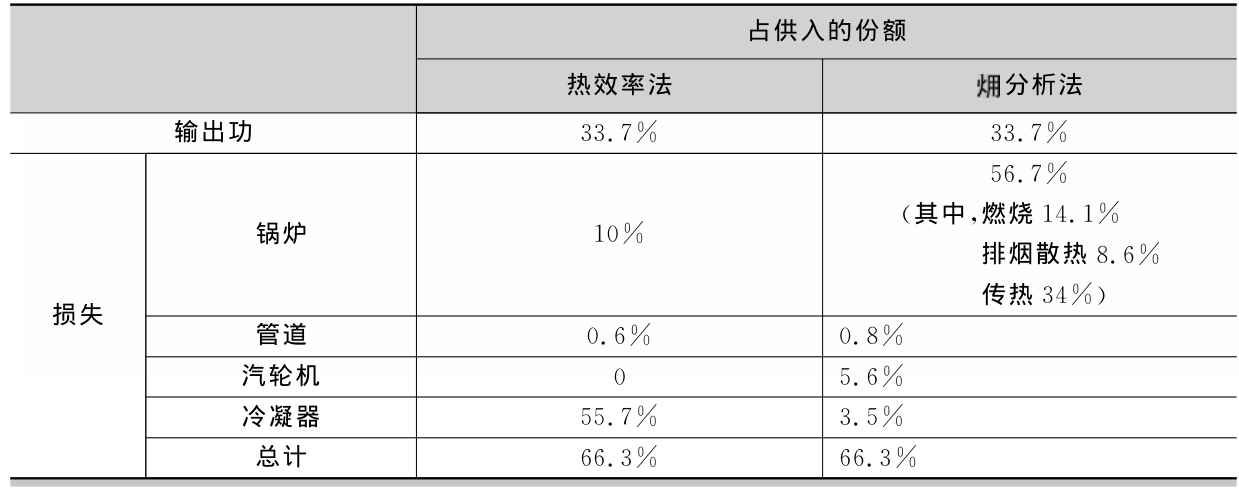 占供入的份额
热效率法 㶲分析法
输出功 33.7% 33.7%
56.7%
(其中,燃烧 14.1%
锅炉 10%
排烟散热 8.6%
传热 34%)
损失
管道 0.6% 0.8%
汽轮机 0 5.6%
冷凝器 55.7% 3.5%
总计 66.3% 66.3%